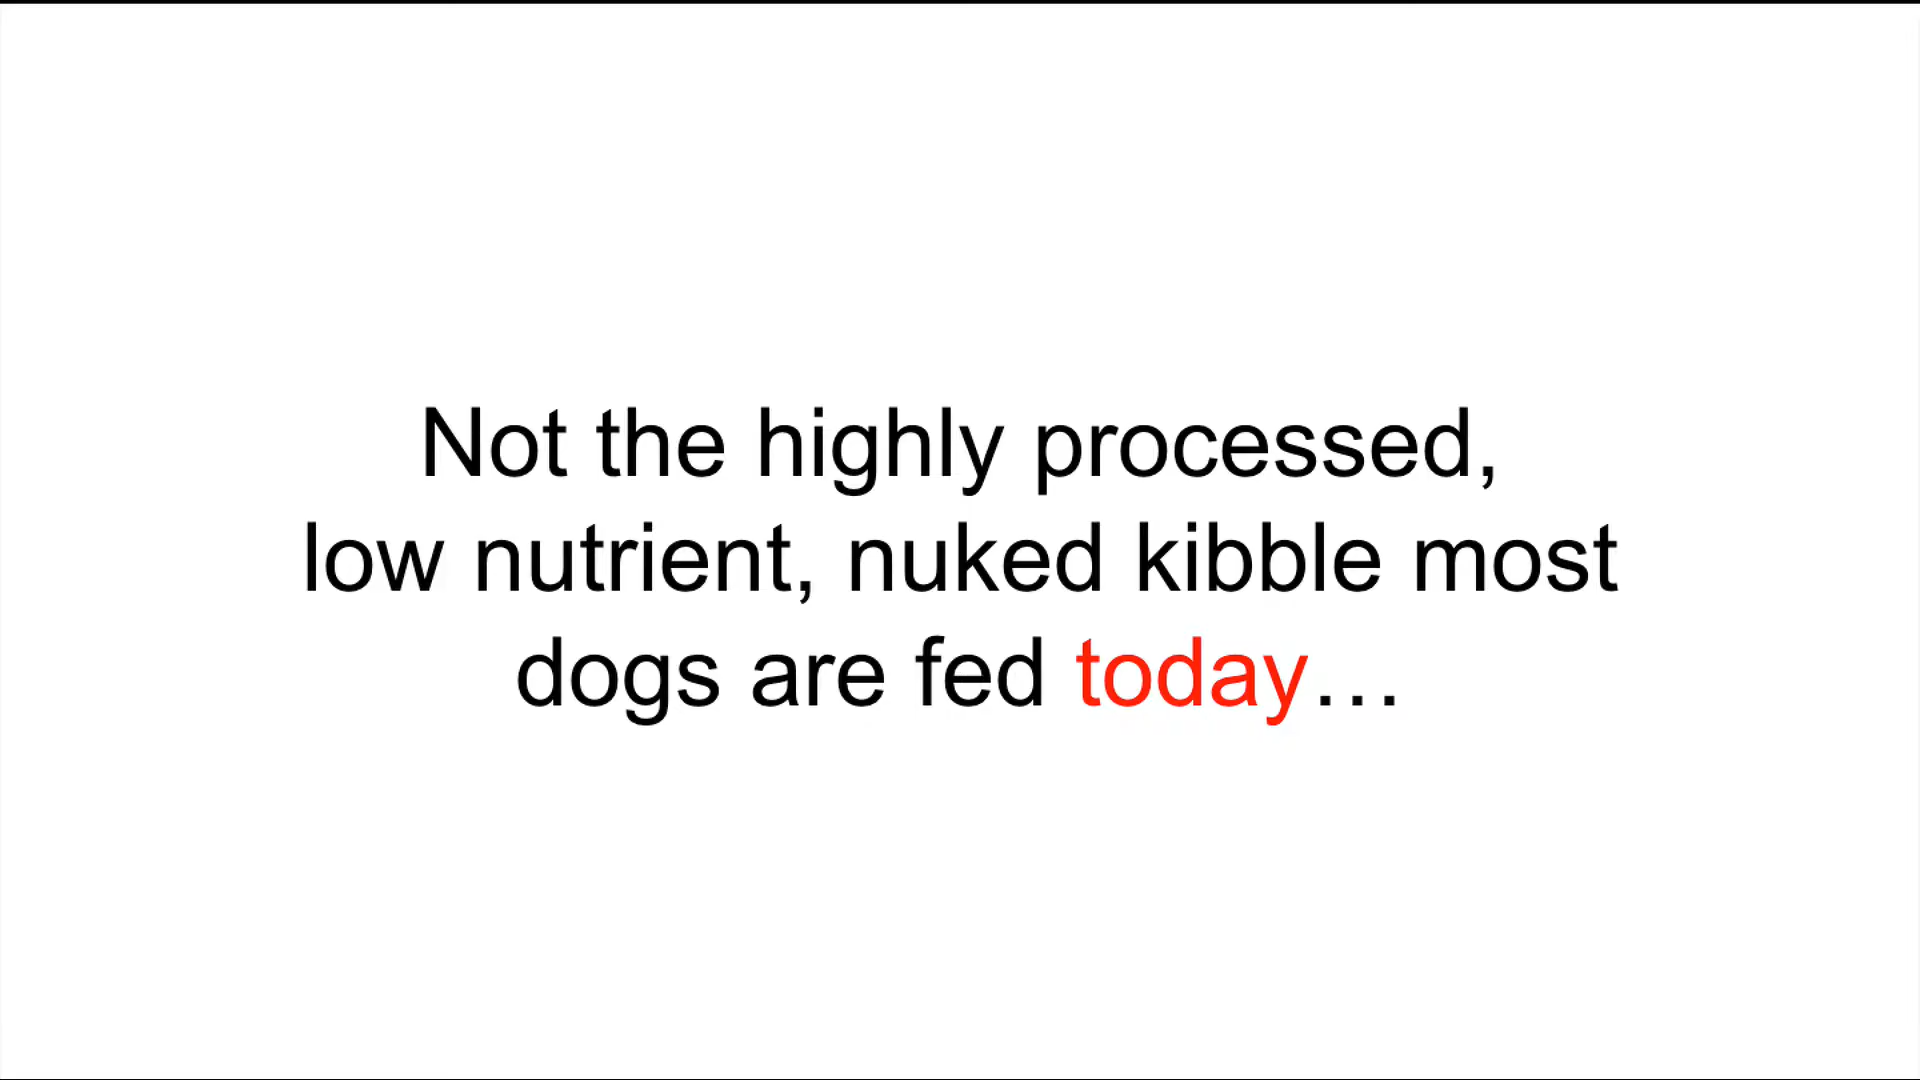 Not the highly processed,
low nutrient, nuked kibble most
dogs are fed today…